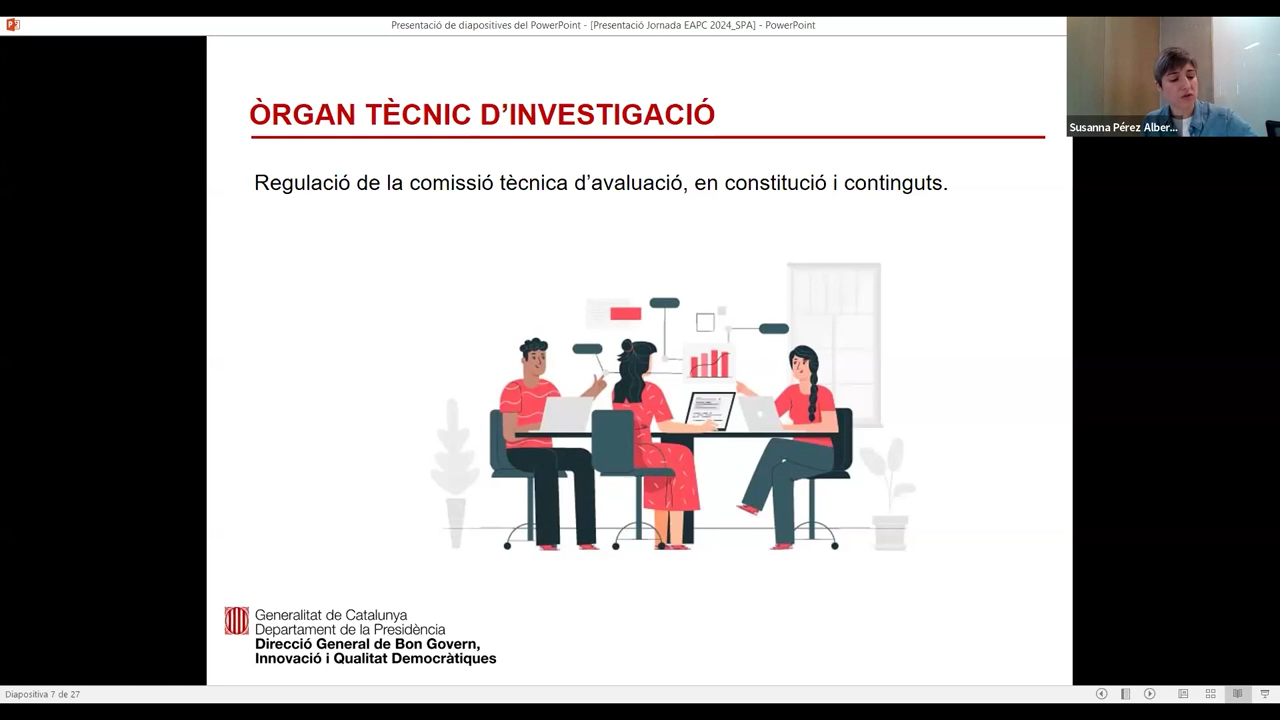 Presentació de diapositives del PowerPoint - [Presentació Jornada EAPC 2024_SPA] - PowerPoint
Susanna Pérez Alber...
ÒRGAN TÈCNIC D’INVESTIGACIÓ
Regulació de la comissió tècnica d’avaluació, en constitució i continguts.
Generalitat de Catalunya
Departament de la Presidència
Direcció General de Bon Govern,
Innovació i Qualitat Democràtiques
Diapositiva 7 de 27